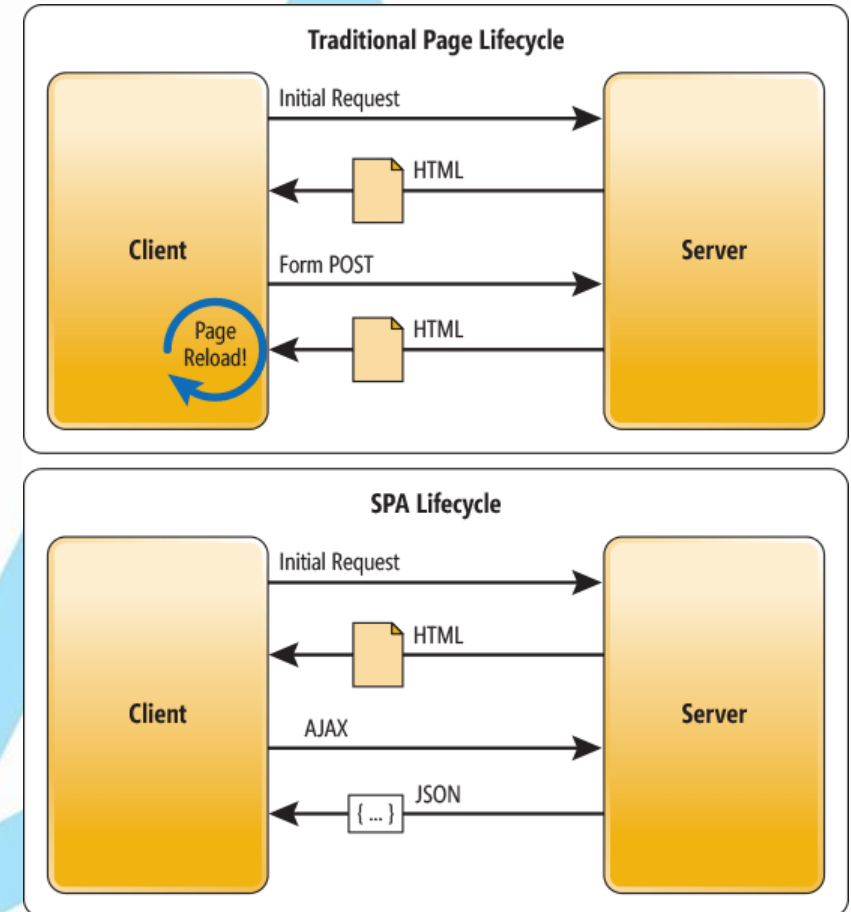 Traditional Page Lifecycle
Initial Request
HTML
Client
Server
Form POST
HTML
Page
Reload!
SPA Lifecycle
Initial Request
HTML
Client
Server
AJAX
JSON
{ ... }